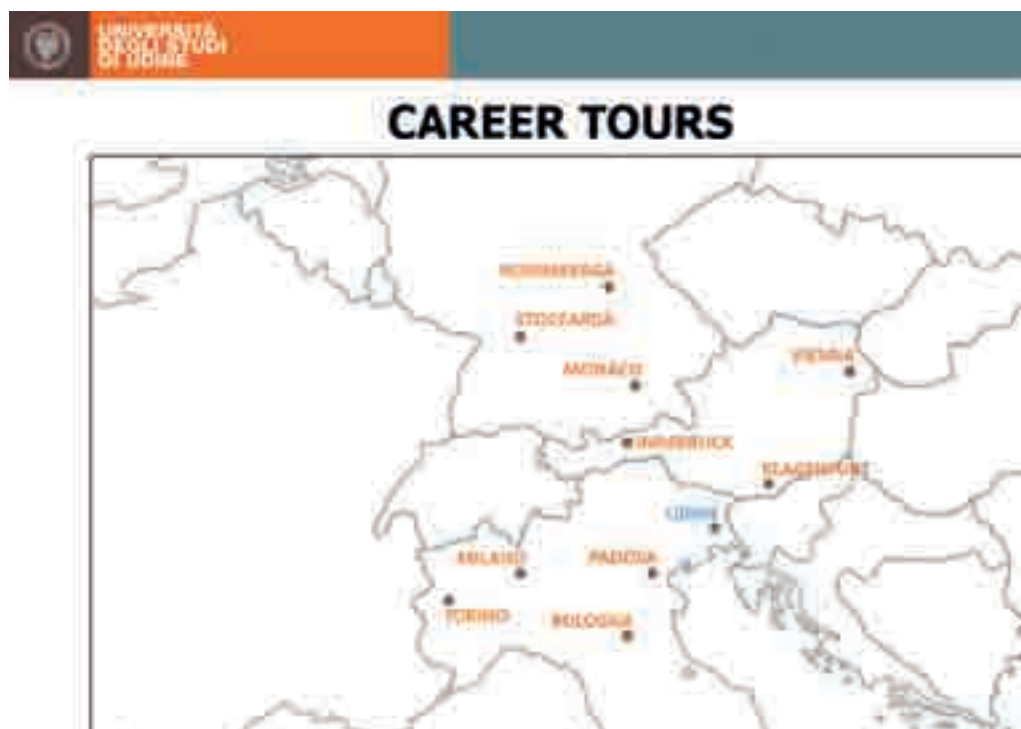 UNIVERSITÀ
DEGLI STUDI
DI UDINE
CAREER TOURS
NORIMBERGA
STOCCARDA
MONACO
VIENNA
INNSBRUCK
KLAGENFURT
UDINE
MILANO
PADOVA
TORINO
BOLOGNA